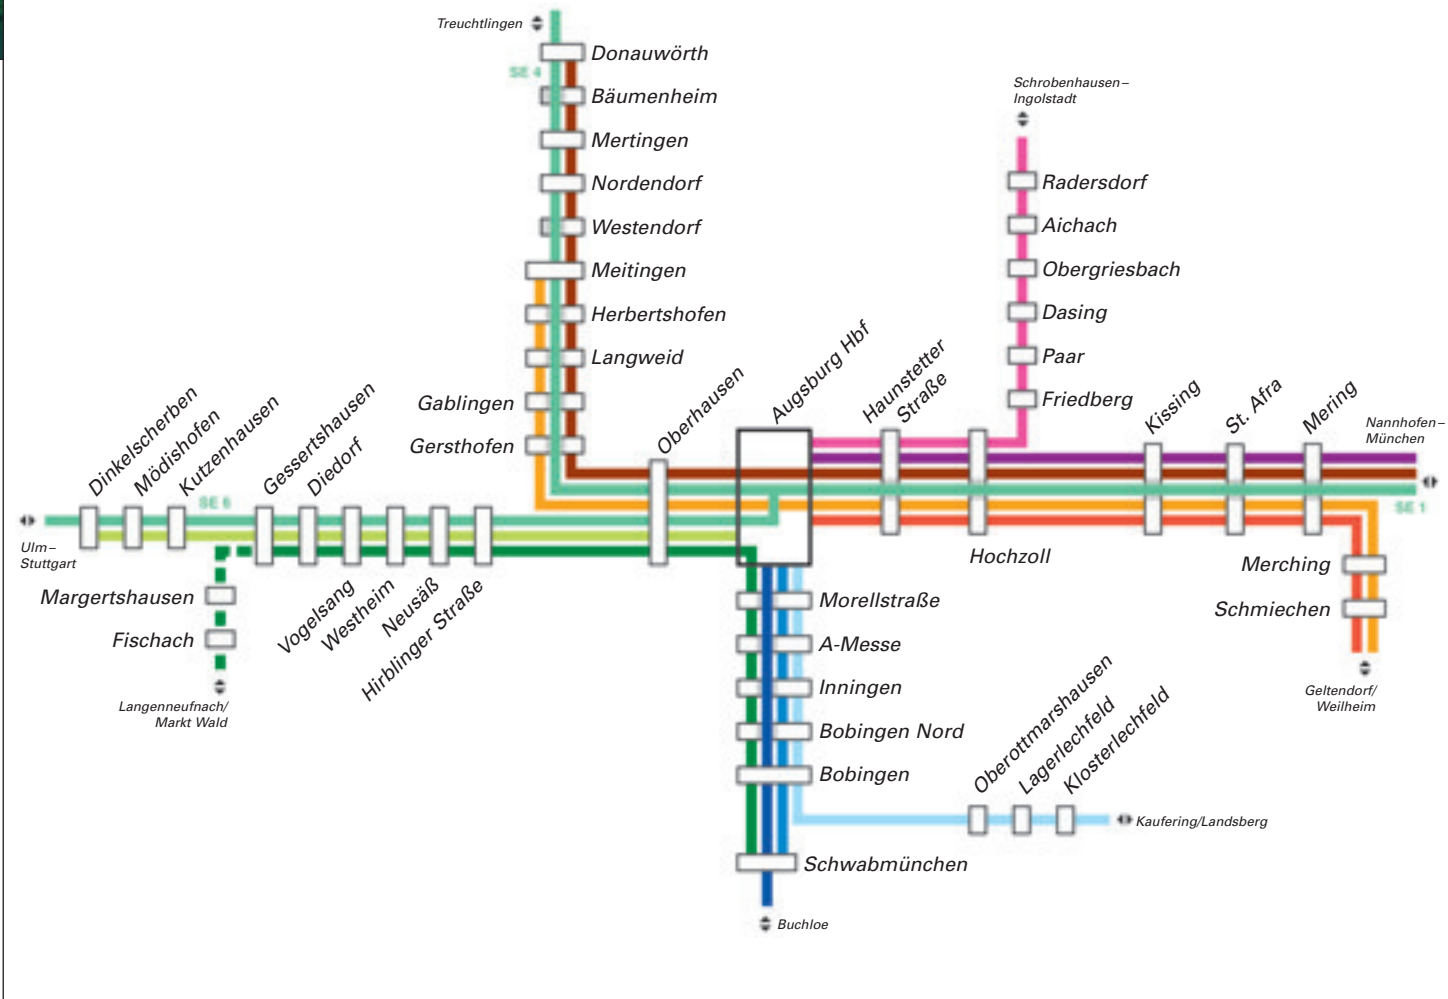 Treuchtlingen
Donauwörth
SE 4
Bäumenheim
Mertingen
Nordendorf
Westendorf
Meitingen
Herbertshofen
Langweid
Gablingen
Gersthofen
Schrobenhausen–
Ingolstadt
Radersdorf
Aichach
Obergriesbach
Dasing
Paar
Friedberg
Dinkelscherben
Mödishofen
Kutzenhausen
SE 6
Gessertshausen
Diedorf
Oberhausen
Augsburg Hbf
Haunstetter
Straße
Kissing
St. Afra
Mering
Nannhofen–
München
SE 1
Ulm–
Stuttgart
Margertshausen
Fischach
Langenneufnach/
Markt Wald
Vogelsang
Westheim
Neusäß
Hirblinger Straße
Hochzoll
Merching
Schmiechen
Geltendorf/
Weilheim
Morellstraße
A-Messe
Inningen
Bobingen Nord
Bobingen
Oberottmarshausen
Lagerlechfeld
Klosterlechfeld
Kaufering/Landsberg
Schwabmünchen
Buchloe